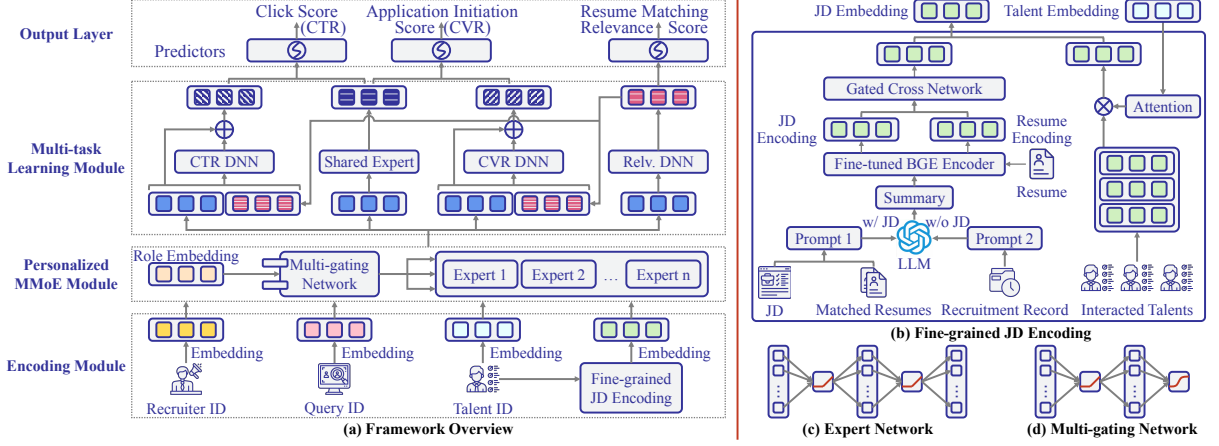 Output Layer
Click Score
(CTR)
Application Initiation
Score (CVR)
Resume Matching
Relevance Score
Predictors
Multi-task
Learning Module
CTR DNN
Shared Expert
CVR DNN
Relv. DNN
Personalized
MMoE Module
Role Embedding
Multi-gating
Network
Expert 1
Expert 2
...
Expert n
Encoding Module
Embedding
Embedding
Embedding
Embedding
Recruiter ID
Query ID
Talent ID
Fine-grained
JD Encoding
(a) Framework Overview
JD Embedding
Talent Embedding
Gated Cross Network
Attention
JD
Encoding
Resume
Encoding
Fine-tuned BGE Encoder
Resume
Summary
w/ JD
w/o JD
Prompt 1
LLM
Prompt 2
JD
Matched Resumes
Recruitment Record
Interacted Talents
(b) Fine-grained JD Encoding
(c) Expert Network
(d) Multi-gating Network